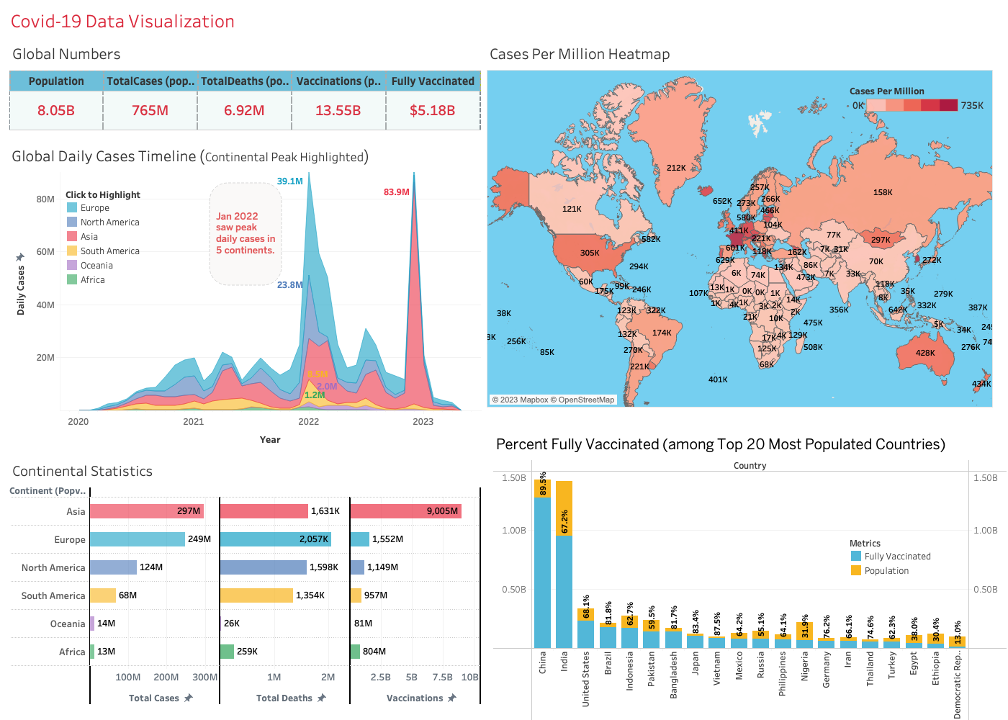 Covid-19 Data Visualization
Global Numbers
Population TotalCases (pop.. TotalDeaths (po.. Vaccinations (p.. Fully Vaccinated
8.05B 765M 6.92M 13.55B $5.18B
Global Daily Cases Timeline (Continental Peak Highlighted)
Click to Highlight
Europe
North America
Asia
South America
Oceania
Africa
Jan 2022
saw peak
daily cases in
5 continents.
39.1M
83.9M
23.8M
2.0M
1.2M
80M
60M
40M
20M
Daily Cases
2020 2021 2022 2023
Year
Cases Per Million Heatmap
Cases Per Million
0K 735K
212K
121K
305K
582K
294K
246K
99K
175K
60K
123K
322K
132K
174K
270K
221K
38K
256K
85K
401K
652K
273K
257K
266K
580K
466K
411K
104K
221K
601K
118K
629K
162K
158K
77K
31K
7K
297K
70K
272K
86K
134K
473K
7K
33K
118K
8K
35K
642K
332K
279K
387K
5K
34K
276K
428K
434K
356K
107K
6K
74K
13K
1K
1K
4K
1K
0K
0K
1K
3K
2K
14K
2K
21K
10K
17K
4K
129K
125K
68K
475K
508K
© 2023 Mapbox © OpenStreetMap
Continental Statistics
Continent (Popv..
Asia 297M 1,631K 9,005M
Europe 249M 2,057K 1,552M
North America 124M 1,598K 1,149M
South America 68M 1,354K 957M
Oceania 14M 26K 81M
Africa 13M 259K 804M
100M 200M 300M 1M 2M 2.5B 5B 7.5B 10B
Total Cases Total Deaths Vaccinations
Percent Fully Vaccinated (among Top 20 Most Populated Countries)
Country
1.50B
1.00B
0.50B
1.50B
1.00B
0.50B
Metrics
Fully Vaccinated
Population
89.5% 67.2% 68.1% 81.8% 62.7% 59.5% 81.7% 83.4% 87.5% 64.2% 55.1% 64.1% 31.9% 76.2% 66.1% 74.6% 62.3% 38.0% 30.4% 13.0%
China India United States Brazil Indonesia Pakistan Bangladesh Japan Vietnam Mexico Russia Philippines Nigeria Germany Iran Thailand Turkey Egypt Ethiopia Democratic Rep..